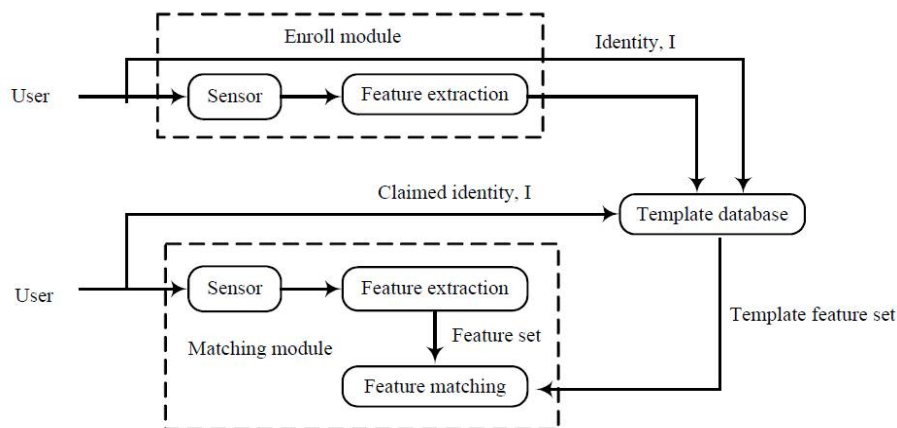 Enroll module
Identity, I
User
Sensor
Feature extraction
Claimed identity, I
Template database
User
Sensor
Feature extraction
Template feature set
Feature set
Matching module
Feature matching